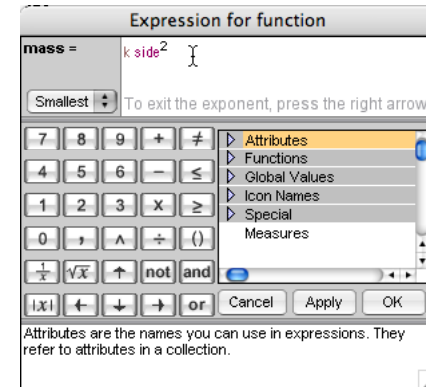 Expression for function
mass =
k side²
Smallest
To exit the exponent, press the right arrow
7 8 9 + ≠
4 5 6 − ≤
1 2 3 x ≥
0 , ^ ÷ ()
1/x √x ↑ not and
|x| ← ↓ → or
Attributes
Functions
Global Values
Icon Names
Special
Measures
Cancel Apply OK
Attributes are the names you can use in expressions. They
refer to attributes in a collection.